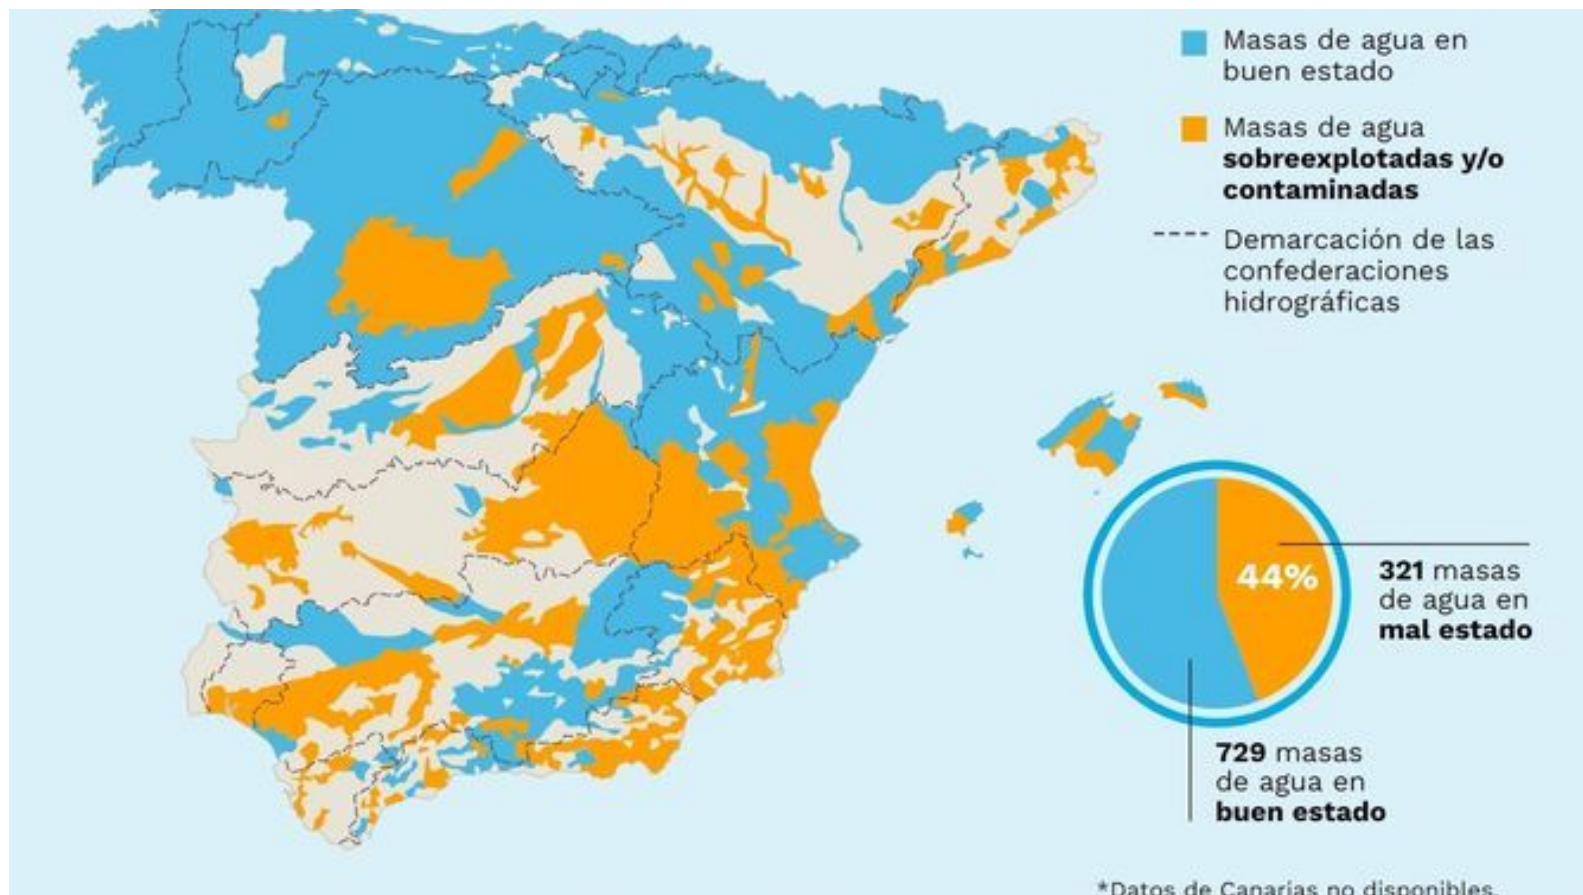 Masas de agua en
buen estado
Masas de agua
sobreexplotadas y/o
contaminadas
Demarcación de las
confederaciones
hidrográficas
44%
321 masas
de agua en
mal estado
729 masas
de agua en
buen estado
*Datos de Canarias no disponibles.